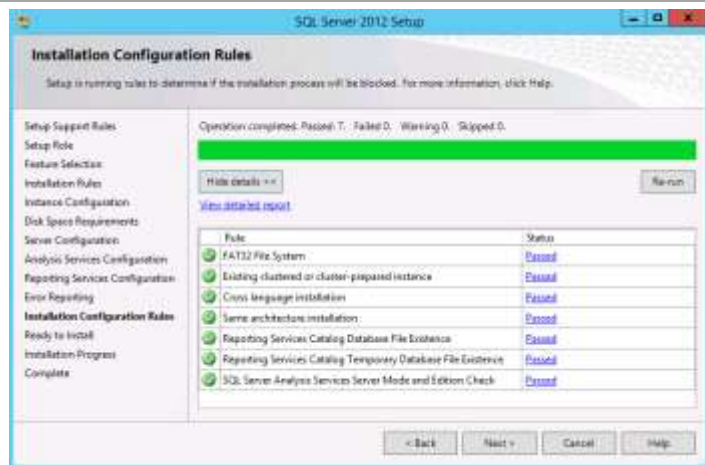 SQL Server 2012 Setup
Installation Configuration Rules
Setup is running rules to determine if the installation process will be blocked. For more information, click Help.
Setup Support Rules
Setup Role
Feature Selection
Installation Rules
Instance Configuration
Disk Space Requirements
Server Configuration
Analysis Services Configuration
Reporting Services Configuration
Error Reporting
Installation Configuration Rules
Ready to Install
Installation Progress
Complete
Operation completed. Passed: 7. Failed 0. Warning 0. Skipped 0.
Hide details <<
Re-run
View detailed report
Rule Status
FAT32 File System Passed
Existing clustered or cluster-prepared instance Passed
Cross language installation Passed
Same architecture installation Passed
Reporting Services Catalog Database File Existence Passed
Reporting Services Catalog Temporary Database File Existence Passed
SQL Server Analysis Services Server Mode and Edition Check Passed
< Back Next > Cancel Help